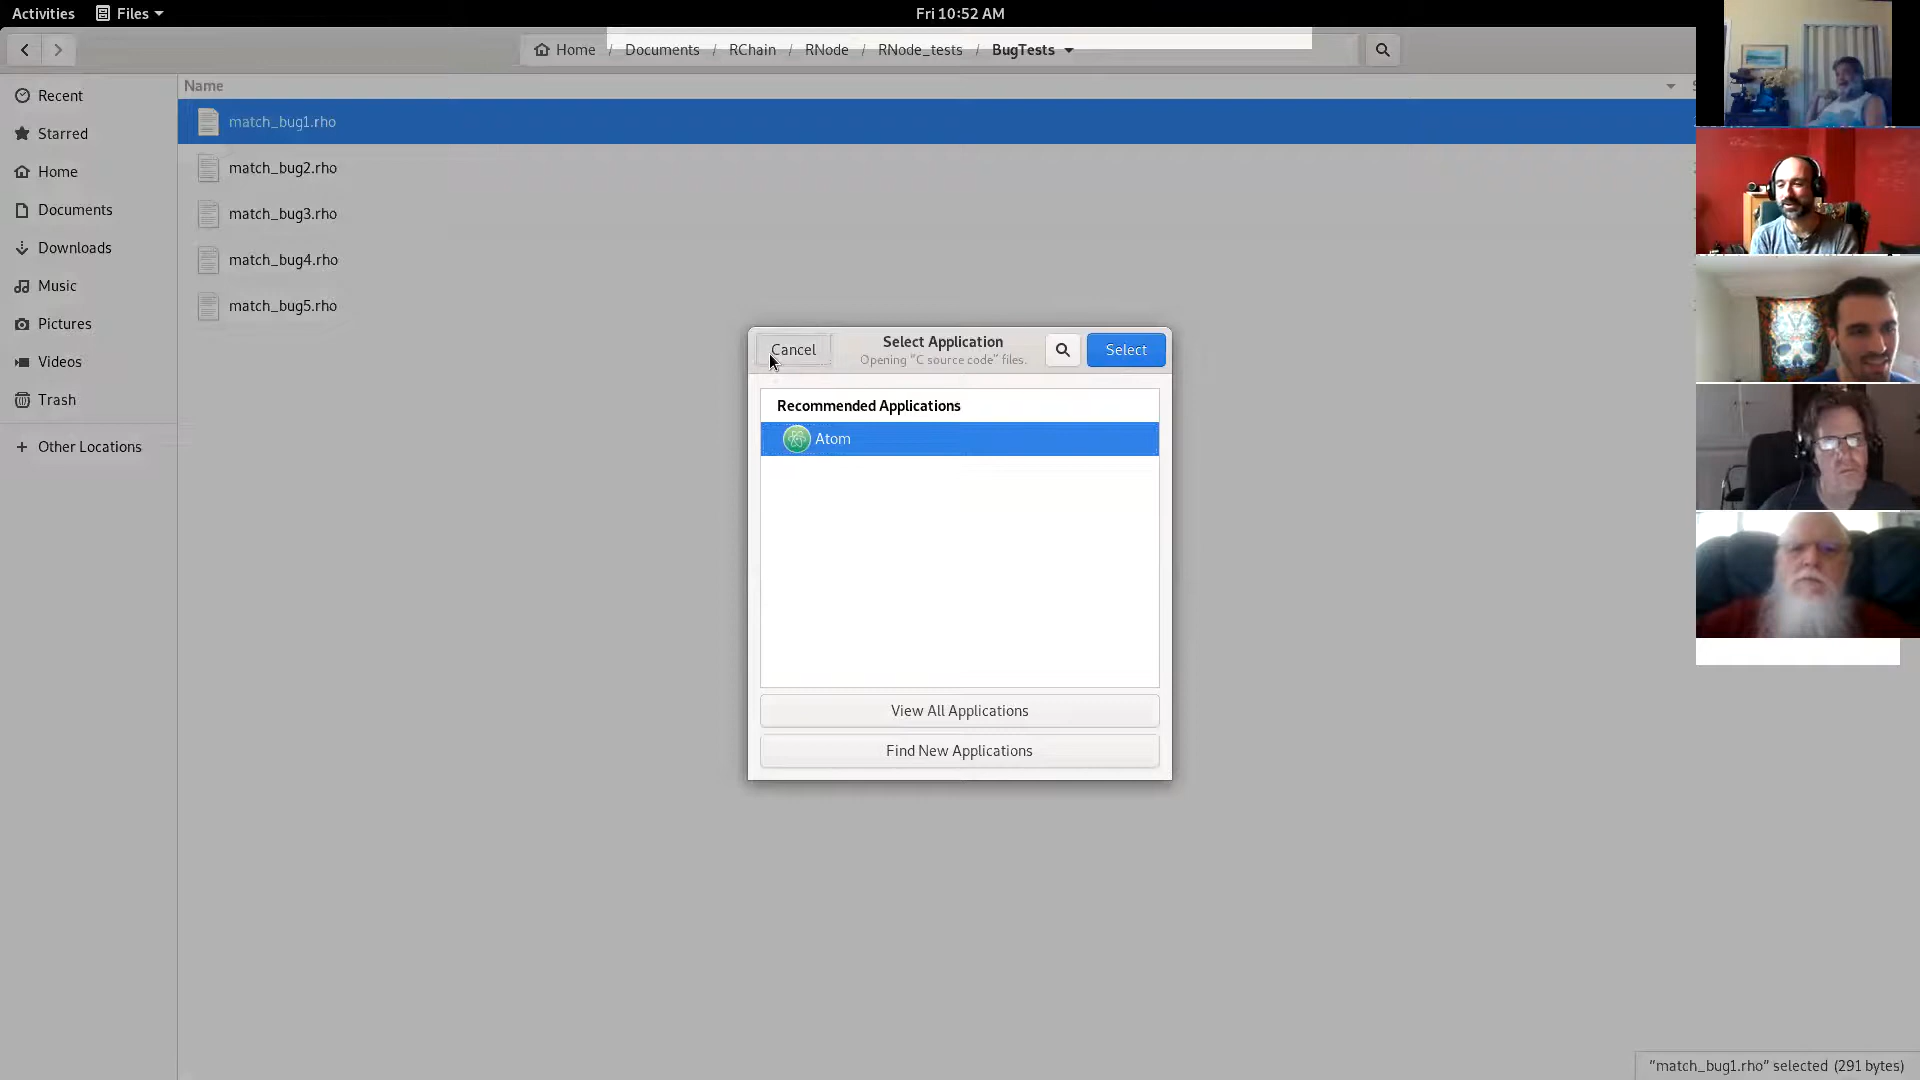 Activities Files Fri 10:52 AM
Home / Documents / RChain / RNode / RNode_tests / BugTests
Name
Recent
Starred
Home
Documents
Downloads
Music
Pictures
Videos
Trash
+ Other Locations
match_bug1.rho
match_bug2.rho
match_bug3.rho
match_bug4.rho
match_bug5.rho
Cancel
Select Application
Opening "C source code" files.
Select
Recommended Applications
Atom
View All Applications
Find New Applications
"match_bug1.rho" selected (291 bytes)